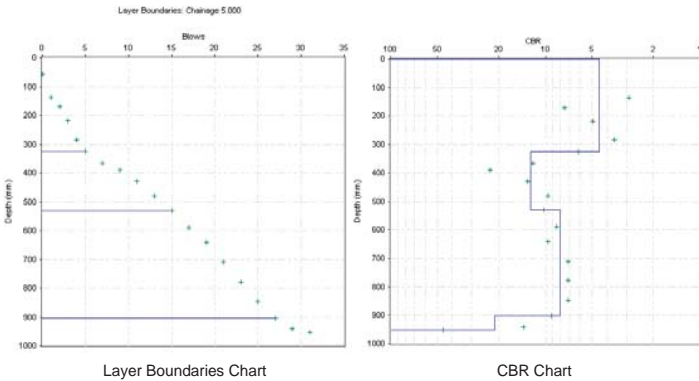 Layer Boundaries: Chainage 5.000
Blows
0 5 10 15 20 25 30 35
0
100
200
300
400
500
600
700
800
900
1000
Depth (mm)
CBR
100 50 20 10 5 2
0
100
200
300
400
500
600
700
800
900
1000
Depth (mm)
Layer Boundaries Chart
CBR Chart